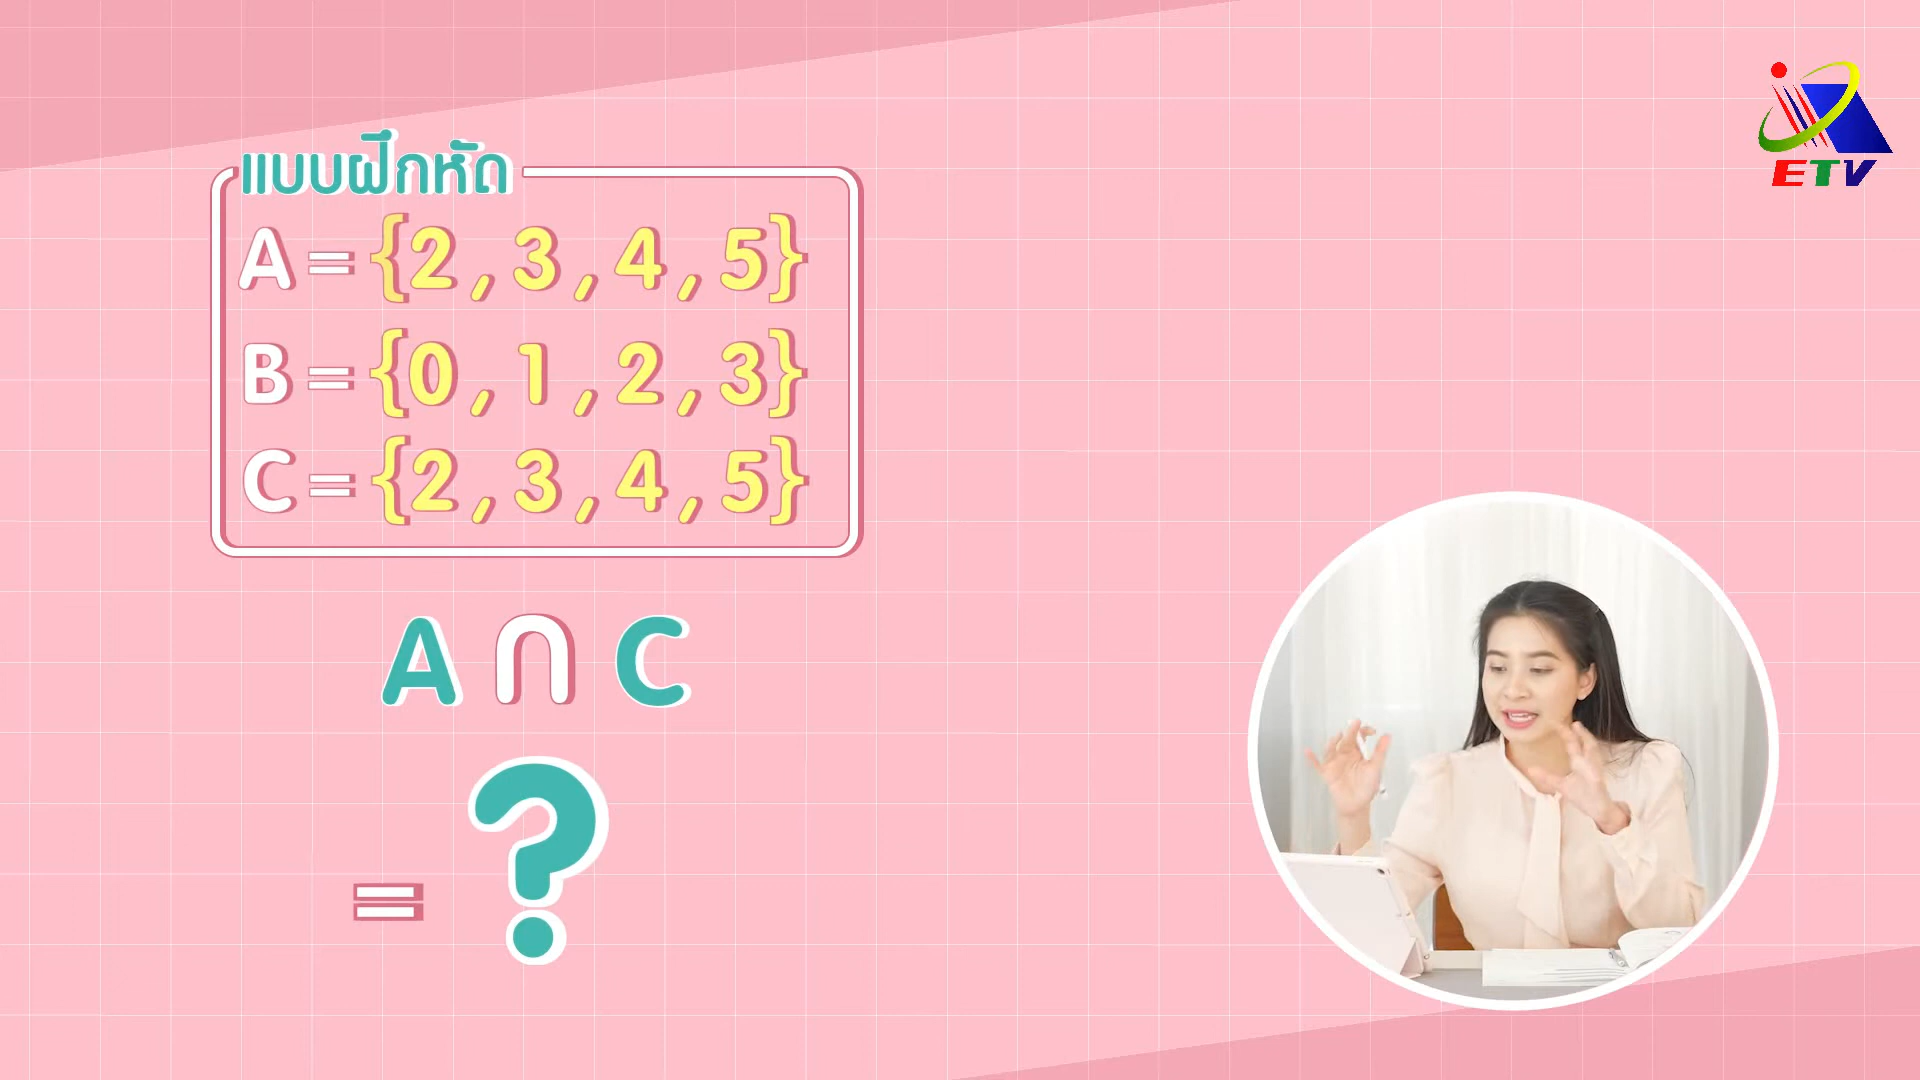 แบบฝึกหัด
A = {2 , 3 , 4 , 5}
B = {0 , 1 , 2 , 3}
C = {2 , 3 , 4 , 5}
A ∩ C
= ?
ETV